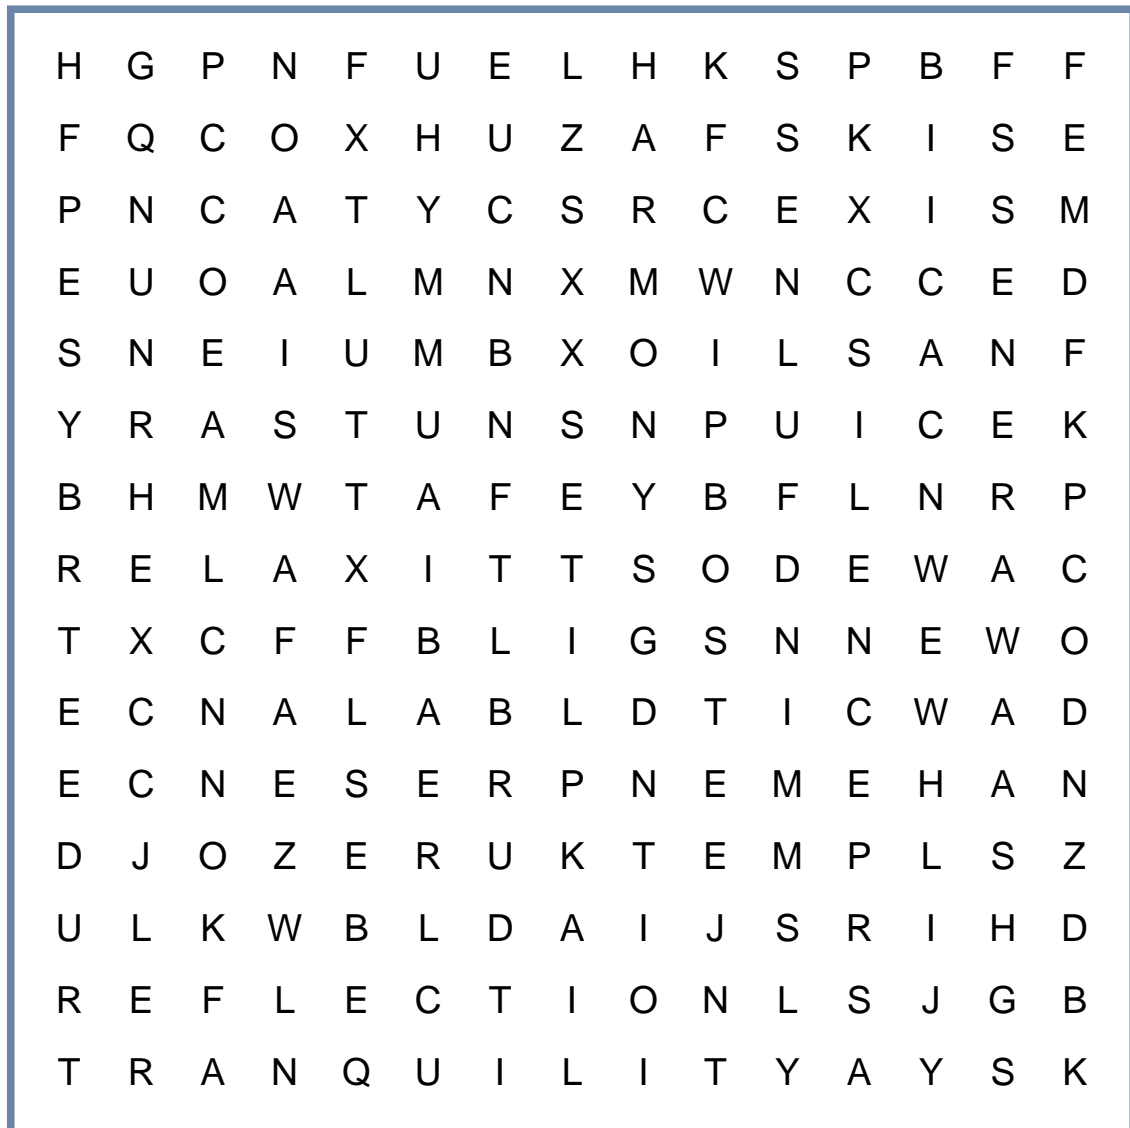 H G P N F U E L H K S P B F F
F Q C O X H U Z A F S K I S E
P N C A T Y C S R C E X I S M
E U O A L M N X M W N C C E D
S N E I U M B X O I L S A N F
Y R A S T U N S N P U I C E K
B H M W T A F E Y B F L N R P
R E L A X I T T S O D E W A C
T X C F F B L I G S N N E W O
E C N A L A B L D T I C W A D
E C N E S E R P N E M E H A N
D J O Z E R U K T E M P L S Z
U L K W B L D A I J S R I H D
R E F L E C T I O N L S J G B
T R A N Q U I L I T Y A Y S K